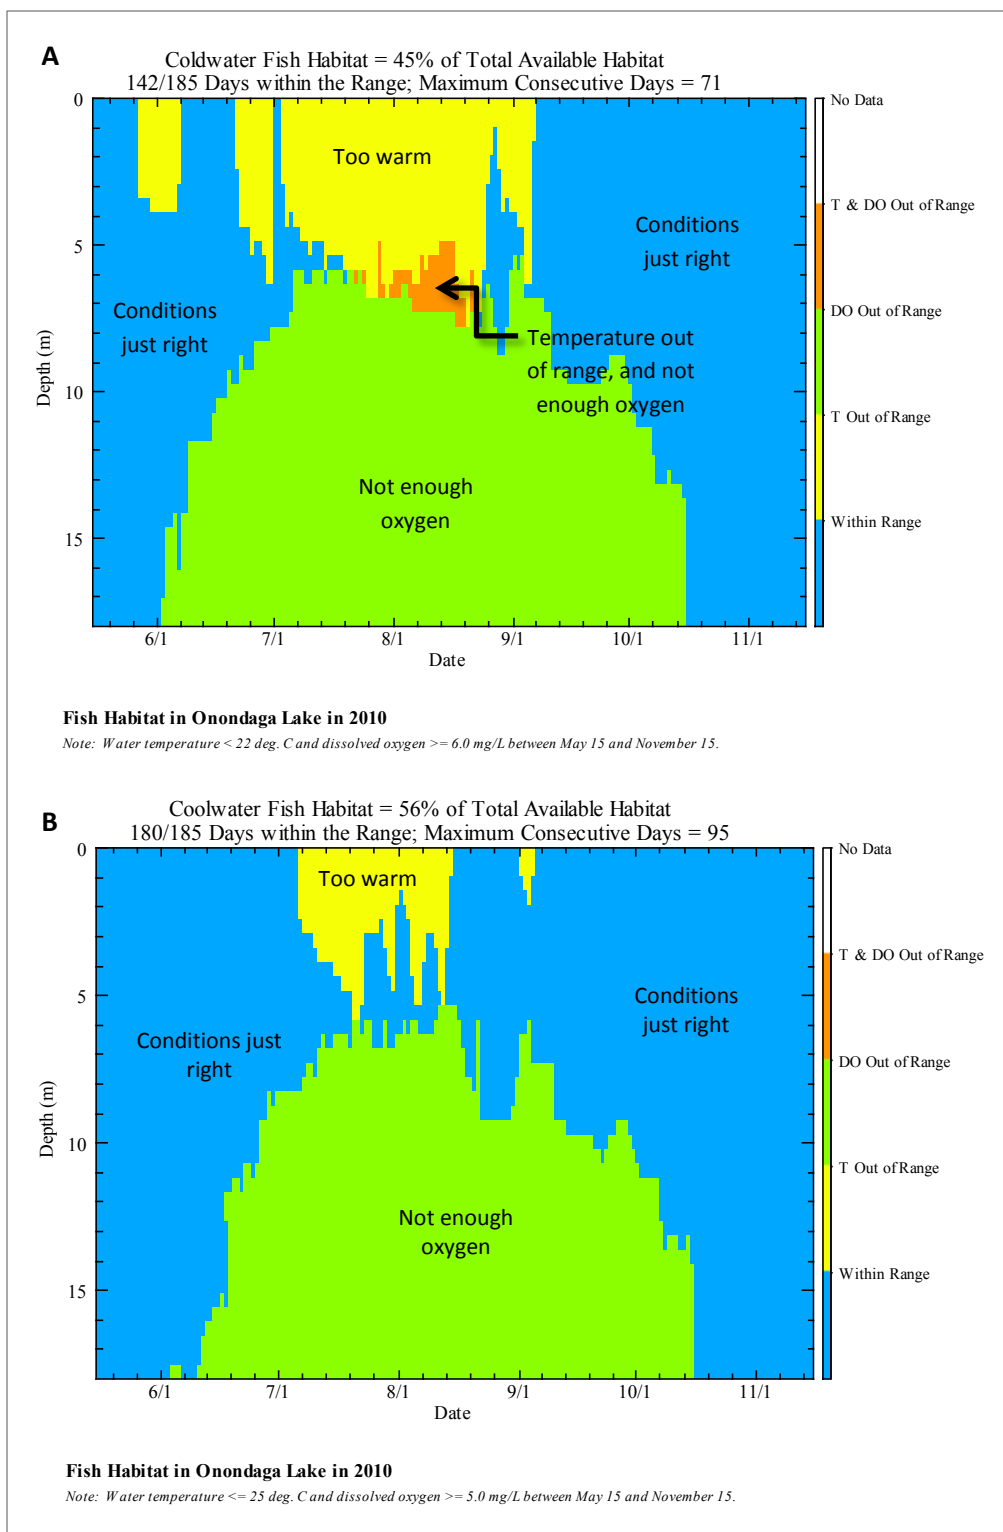 A
Coldwater Fish Habitat = 45% of Total Available Habitat
142/185 Days within the Range; Maximum Consecutive Days = 71
0
5
10
15
Depth (m)
Too warm
Conditions
just right
Conditions
just right
Temperature out
of range, and not
enough oxygen
Not enough
oxygen
6/1
7/1
8/1
9/1
10/1
11/1
Date
No Data
T & DO Out of Range
DO Out of Range
T Out of Range
Within Range
Fish Habitat in Onondaga Lake in 2010
Note: Water temperature < 22 deg. C and dissolved oxygen >= 6.0 mg/L between May 15 and November 15.
B
Coolwater Fish Habitat = 56% of Total Available Habitat
180/185 Days within the Range; Maximum Consecutive Days = 95
0
5
10
15
Depth (m)
Too warm
Conditions
just right
Conditions just
right
Not enough
oxygen
6/1
7/1
8/1
9/1
10/1
11/1
Date
No Data
T & DO Out of Range
DO Out of Range
T Out of Range
Within Range
Fish Habitat in Onondaga Lake in 2010
Note: Water temperature <= 25 deg. C and dissolved oxygen >= 5.0 mg/L between May 15 and November 15.